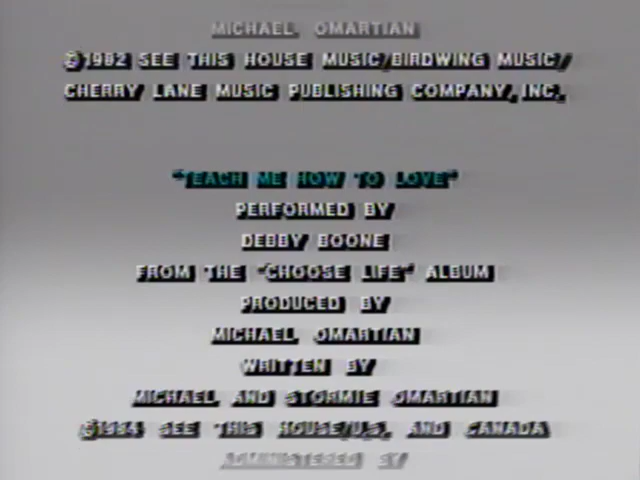 MICHAEL OMARTIAN
©1982 SEE THIS HOUSE MUSIC/BIRDWING MUSIC/
CHERRY LANE MUSIC PUBLISHING COMPANY, INC.
"TEACH ME HOW TO LOVE"
PERFORMED BY
DEBBY BOONE
FROM THE "CHOOSE LIFE" ALBUM
PRODUCED BY
MICHAEL OMARTIAN
WRITTEN BY
MICHAEL AND STORMIE OMARTIAN
©1984 SEE THIS HOUSE/U.S. AND CANADA
ADMINISTERED BY